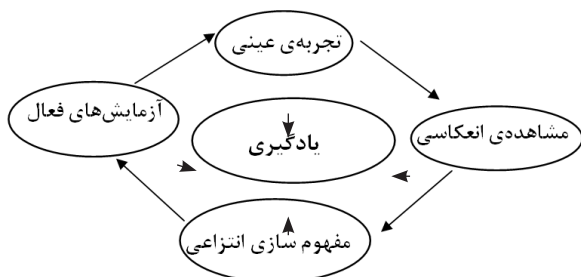 تجربه‌ی عینی
آزمایش‌های فعال
مشاهده‌ی انعکاسی
یادگیری
مفهوم سازی انتزاعی